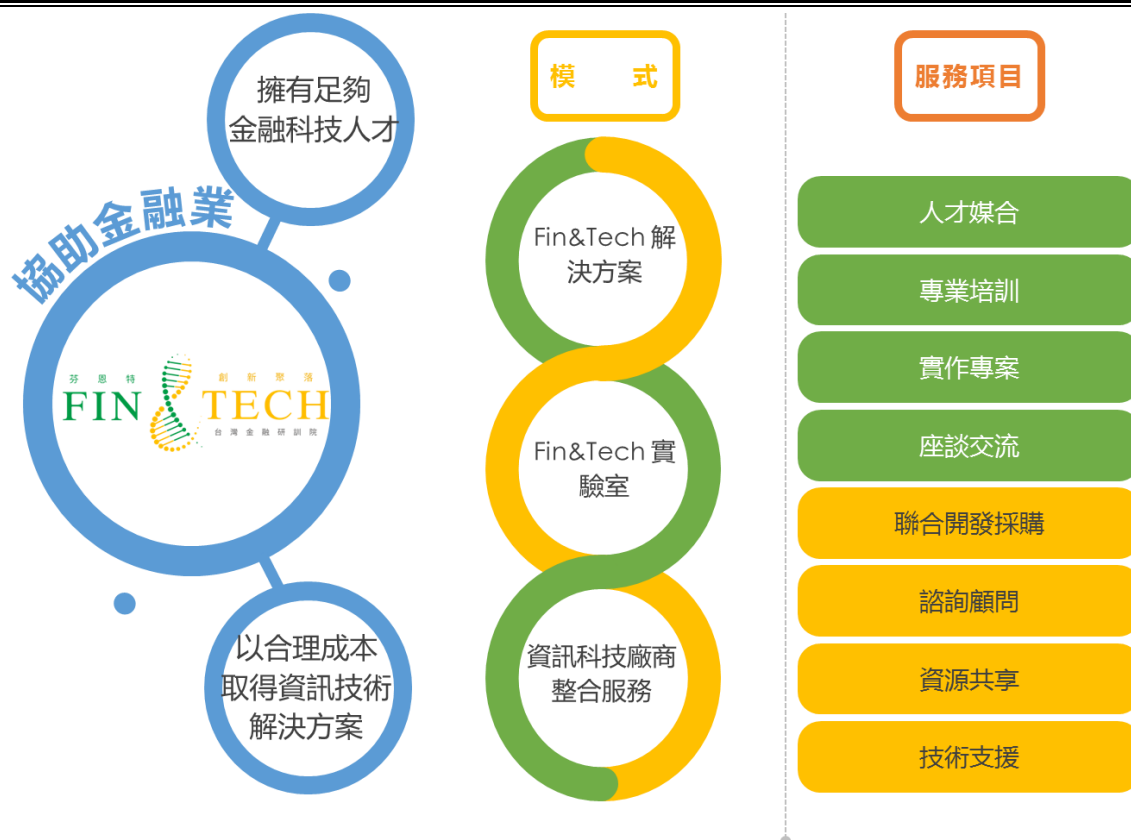 協助金融業
擁有足夠
金融科技人才
芬恩特
創新聚落
FIN & TECH
台灣金融研訓院
以合理成本
取得資訊技術
解決方案
模 式
Fin&Tech 解
決方案
Fin&Tech 實
驗室
資訊科技廠商
整合服務
服務項目
人才媒合
專業培訓
實作專案
座談交流
聯合開發採購
諮詢顧問
資源共享
技術支援